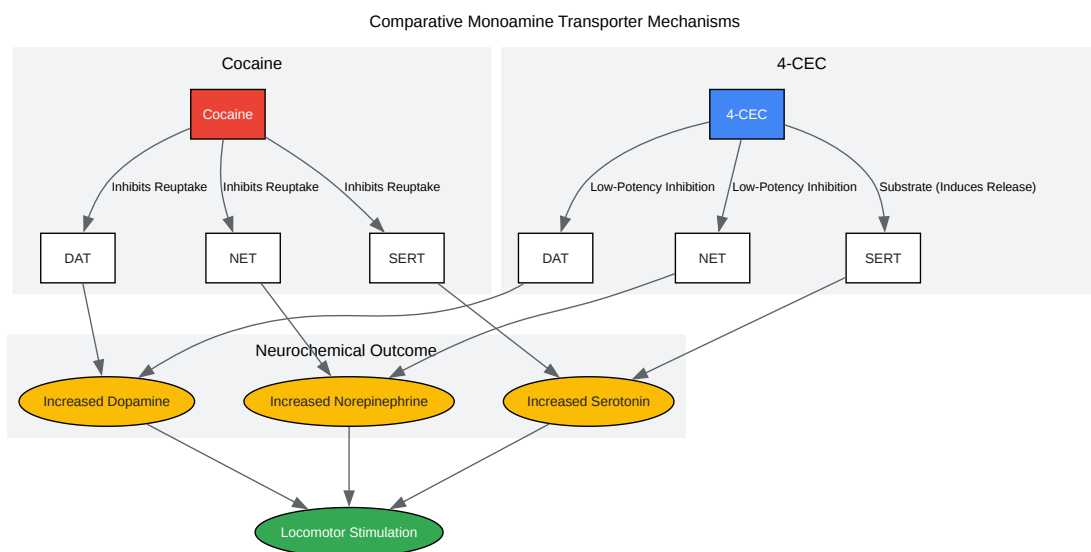 Comparative Monoamine Transporter Mechanisms
Cocaine
4-CEC
Cocaine
4-CEC
Inhibits Reuptake
Inhibits Reuptake
Inhibits Reuptake
Low-Potency Inhibition
Low-Potency Inhibition
Substrate (Induces Release)
DAT
NET
SERT
DAT
NET
SERT
Neurochemical Outcome
Increased Dopamine
Increased Norepinephrine
Increased Serotonin
Locomotor Stimulation